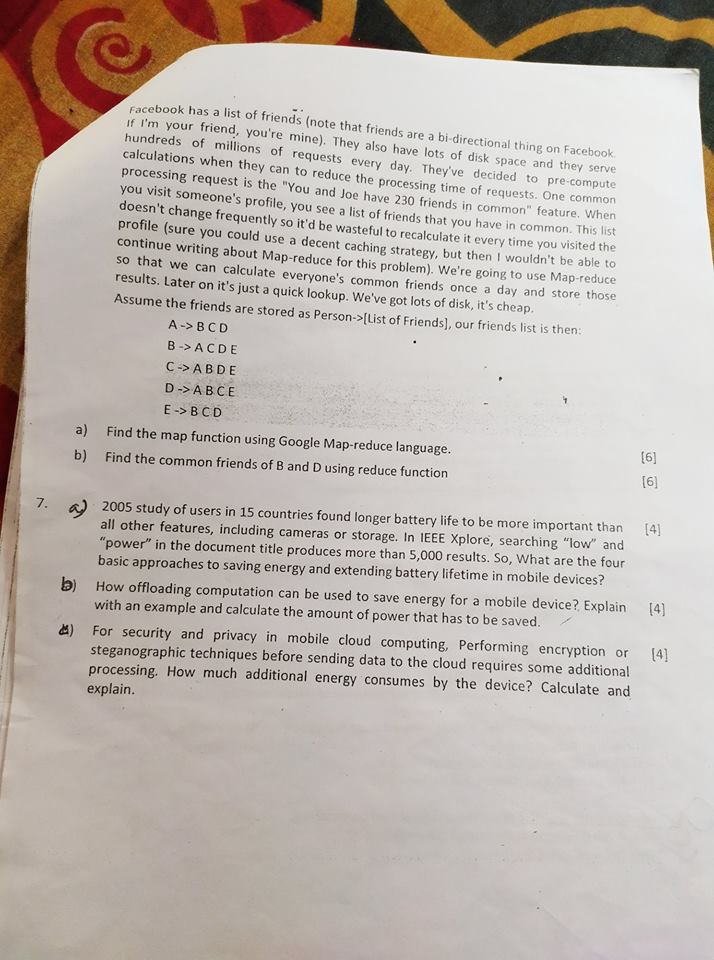 Facebook has a list of friends (note that friends are a bi-directional thing on Facebook.
If I'm your friend, you're mine). They also have lots of disk space and they serve
hundreds of millions of requests every day. They've decided to pre-compute
calculations when they can to reduce the processing time of requests. One common
processing request is the "You and Joe have 230 friends in common" feature. When
you visit someone's profile, you see a list of friends that you have in common. This list
doesn't change frequently so it'd be wasteful to recalculate it every time you visited the
profile (sure you could use a decent caching strategy, but then I wouldn't be able to
continue writing about Map-reduce for this problem). We're going to use Map-reduce
so that we can calculate everyone's common friends once a day and store those
results. Later on it's just a quick lookup. We've got lots of disk, it's cheap.
Assume the friends are stored as Person->[List of Friends], our friends list is then:
A -> B C D
B -> A C D E
C -> A B D E
D -> A B C E
E -> B C D
a) Find the map function using Google Map-reduce language. [6]
b) Find the common friends of B and D using reduce function [6]
7. a) 2005 study of users in 15 countries found longer battery life to be more important than [4]
all other features, including cameras or storage. In IEEE Xplore, searching "low" and
"power" in the document title produces more than 5,000 results. So, What are the four
basic approaches to saving energy and extending battery lifetime in mobile devices?
b) How offloading computation can be used to save energy for a mobile device? Explain [4]
with an example and calculate the amount of power that has to be saved.
For security and privacy in mobile cloud computing, Performing encryption or [4]
steganographic techniques before sending data to the cloud requires some additional
processing. How much additional energy consumes by the device? Calculate and
explain.